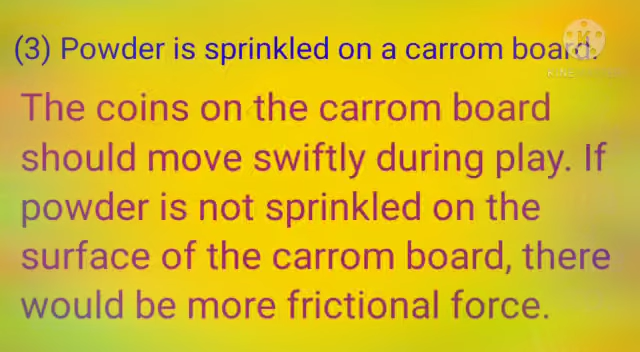 (3) Powder is sprinkled on a carrom board.
The coins on the carrom board
should move swiftly during play. If
powder is not sprinkled on the
surface of the carrom board, there
would be more frictional force.